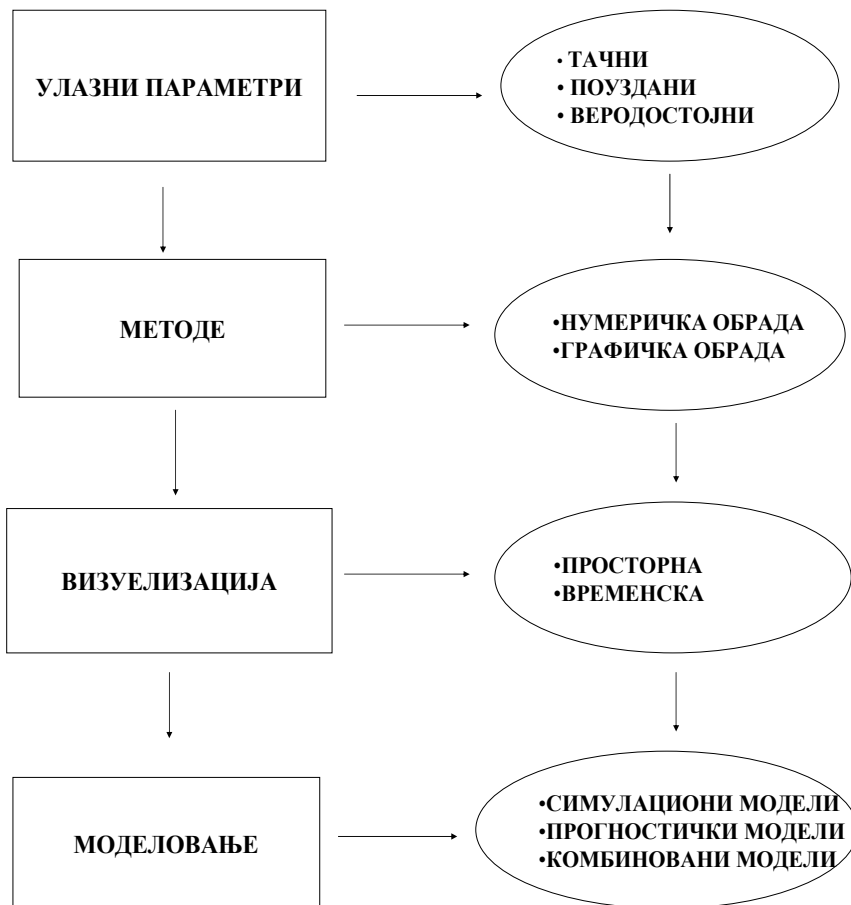 УЛАЗНИ ПАРАМЕТРИ
• ТАЧНИ
• ПОУЗДАНИ
• ВЕРОДОСТОЈНИ
МЕТОДЕ
•НУМЕРИЧКА ОБРАДА
•ГРАФИЧКА ОБРАДА
ВИЗУЕЛИЗАЦИЈА
•ПРОСТОРНА
•ВРЕМЕНСКА
МОДЕЛОВАЊЕ
•СИМУЛАЦИОНИ МОДЕЛИ
•ПРОГНОСТИЧКИ МОДЕЛИ
•КОМБИНОВАНИ МОДЕЛИ